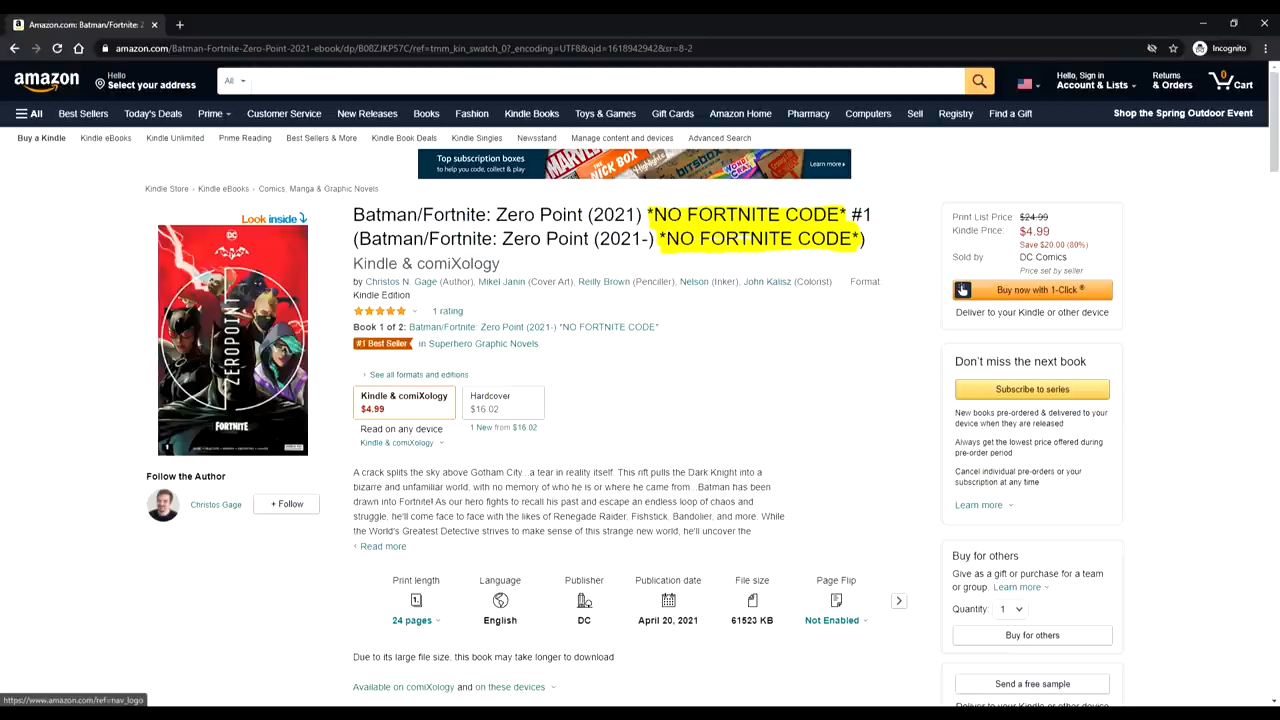 Batman/Fortnite: Zero Point
amazon.com/Batman-Fortnite-Zero-Point-2021-ebook/dp/B08ZJKP57C/ref=tmm_kin_swatch_0?_encoding=UTF8&qid=1618942942&sr=8-2
Incognito
amazon
Hello
Select your address
All
Hello, Sign in
Account & Lists
Returns
& Orders
0
Cart
All Best Sellers Today's Deals Prime Customer Service New Releases Books Fashion Kindle Books Toys & Games Gift Cards Amazon Home Pharmacy Computers Sell Registry Find a Gift Shop the Spring Outdoor Event
Buy a Kindle Kindle eBooks Kindle Unlimited Prime Reading Best Sellers & More Kindle Book Deals Kindle Singles Newsstand Manage content and devices Advanced Search
Top subscription boxes
to help you code, collect & play
MARVEL
THE NICK BOX
Highlights
bitsbox
Learn more
Kindle Store › Kindle eBooks › Comics, Manga & Graphic Novels
Look inside
ZERO POINT
FORTNITE
Follow the Author
Christos Gage
+ Follow
Batman/Fortnite: Zero Point (2021) *NO FORTNITE CODE* #1
(Batman/Fortnite: Zero Point (2021-) *NO FORTNITE CODE*)
Kindle & comiXology
by Christos N. Gage (Author), Mikel Janin (Cover Art), Reilly Brown (Penciller), Nelson (Inker), John Kalisz (Colorist) Format
Kindle Edition
1 rating
Book 1 of 2: Batman/Fortnite: Zero Point (2021-) "NO FORTNITE CODE"
#1 Best Seller in Superhero Graphic Novels
› See all formats and editions
Kindle & comiXology
$4.99
Hardcover
$16.02
Read on any device
Kindle & comiXology
1 New from $16.02
A crack splits the sky above Gotham City...a tear in reality itself. This rift pulls the Dark Knight into a
bizarre and unfamiliar world, with no memory of who he is or where he came from...Batman has been
drawn into Fortnite! As our hero fights to recall his past and escape an endless loop of chaos and
struggle, he'll come face to face with the likes of Renegade Raider, Fishstick, Bandolier, and more. While
the World's Greatest Detective strives to make sense of this strange new world, he'll uncover the
Read more
Print length Language Publisher Publication date File size Page Flip
24 pages English DC April 20, 2021 61523 KB Not Enabled
Due to its large file size, this book may take longer to download
Available on comiXology and on these devices
Print List Price $24.99
Kindle Price: $4.99
Save $20.00 (80%)
Sold by DC Comics
Price set by seller
Buy now with 1-Click ®
Deliver to your Kindle or other device
Don't miss the next book
Subscribe to series
New books pre-ordered & delivered to your
device when they are released
Always get the lowest price offered during
pre-order period
Cancel individual pre-orders or your
subscription at any time
Learn more
Buy for others
Give as a gift or purchase for a team
or group. Learn more
Quantity: 1
Buy for others
Send a free sample
Deliver to your Kindle or other device
https://www.amazon.com/ref=nav_logo